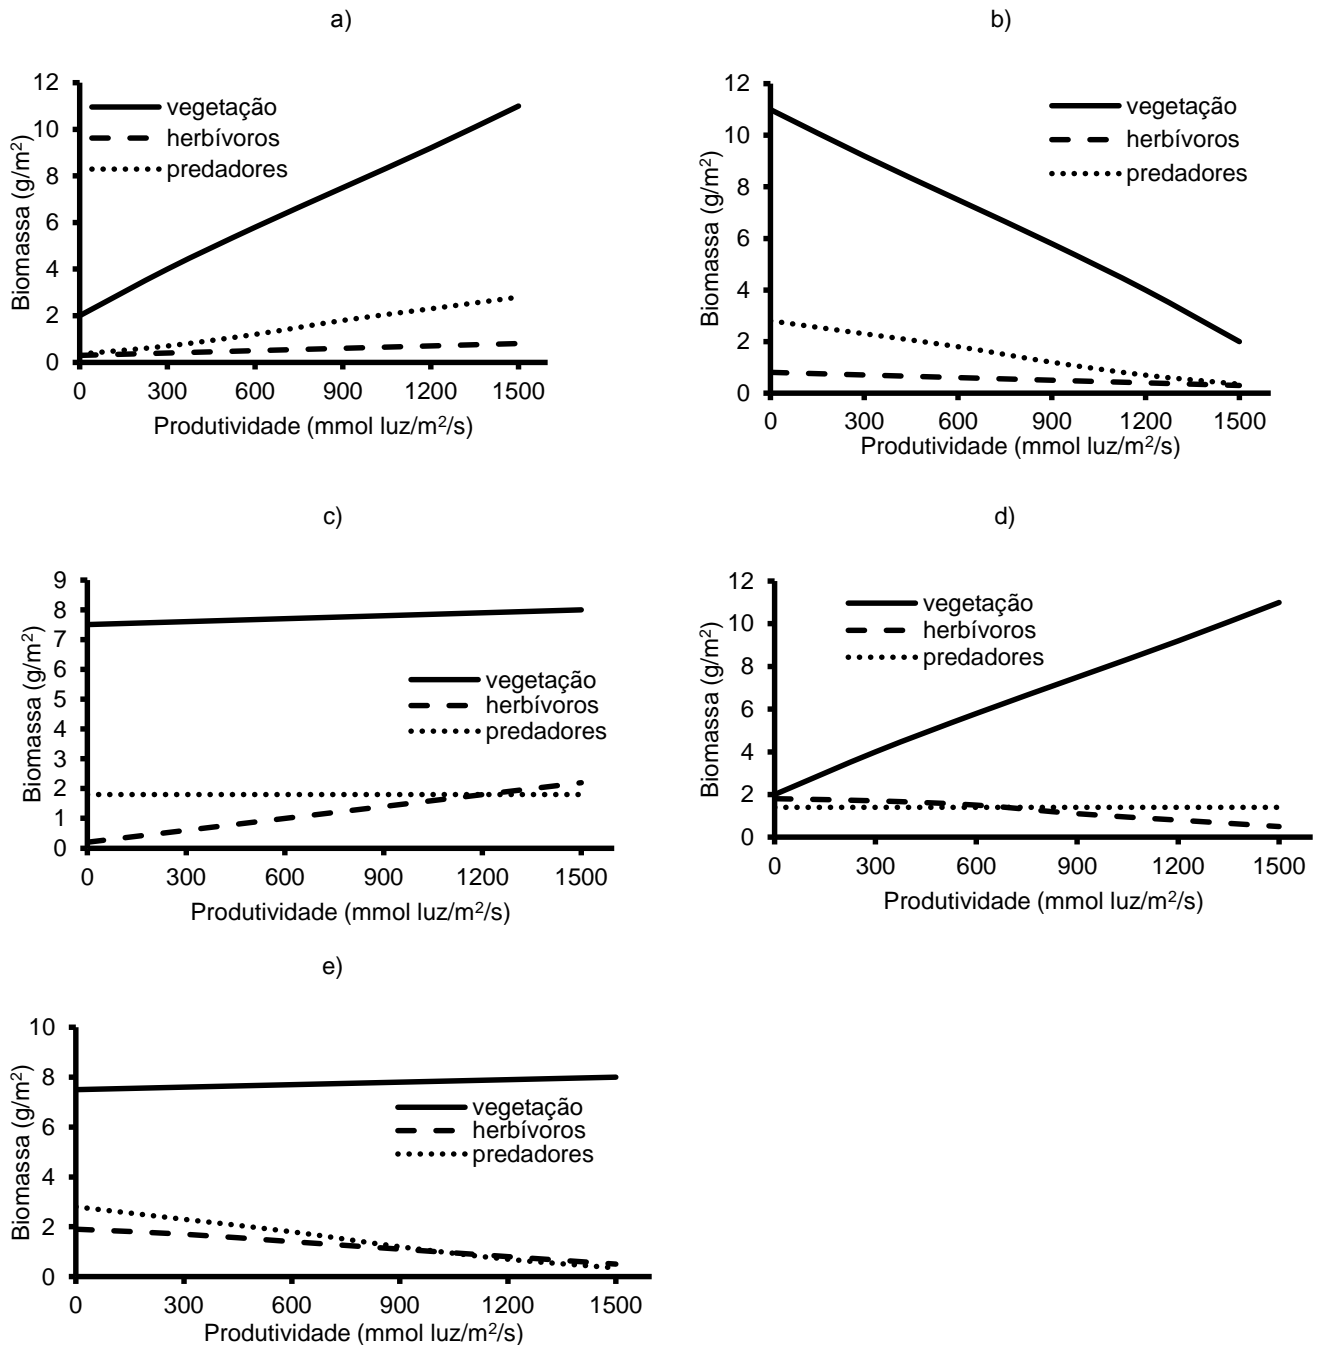 a)
12
10
8
6
4
2
0
Biomassa (g/m²)
vegetação
herbívoros
predadores
0 300 600 900 1200 1500
Produtividade (mmol luz/m²/s)
b)
12
10
8
6
4
2
0
Biomassa (g/m²)
vegetação
herbívoros
predadores
0 300 600 900 1200 1500
Produtividade (mmol luz/m²/s)
c)
9
8
7
6
5
4
3
2
1
0
Biomassa (g/m²)
vegetação
herbívoros
predadores
0 300 600 900 1200 1500
Produtividade (mmol luz/m²/s)
d)
12
10
8
6
4
2
0
Biomassa (g/m²)
vegetação
herbívoros
predadores
0 300 600 900 1200 1500
Produtividade (mmol luz/m²/s)
e)
10
8
6
4
2
0
Biomassa (g/m²)
vegetação
herbívoros
predadores
0 300 600 900 1200 1500
Produtividade (mmol luz/m²/s)